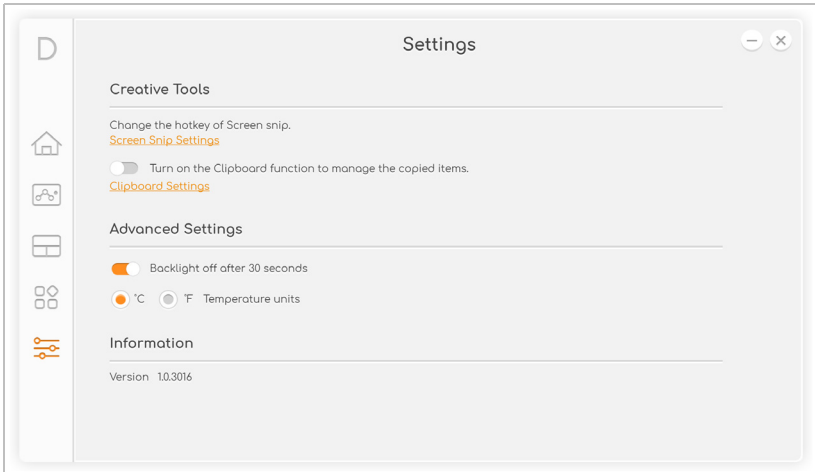 D
Settings
Creative Tools
Change the hotkey of Screen snip.
Screen Snip Settings
Turn on the Clipboard function to manage the copied items.
Clipboard Settings
Advanced Settings
Backlight off after 30 seconds
°C °F Temperature units
Information
Version 1.0.3016